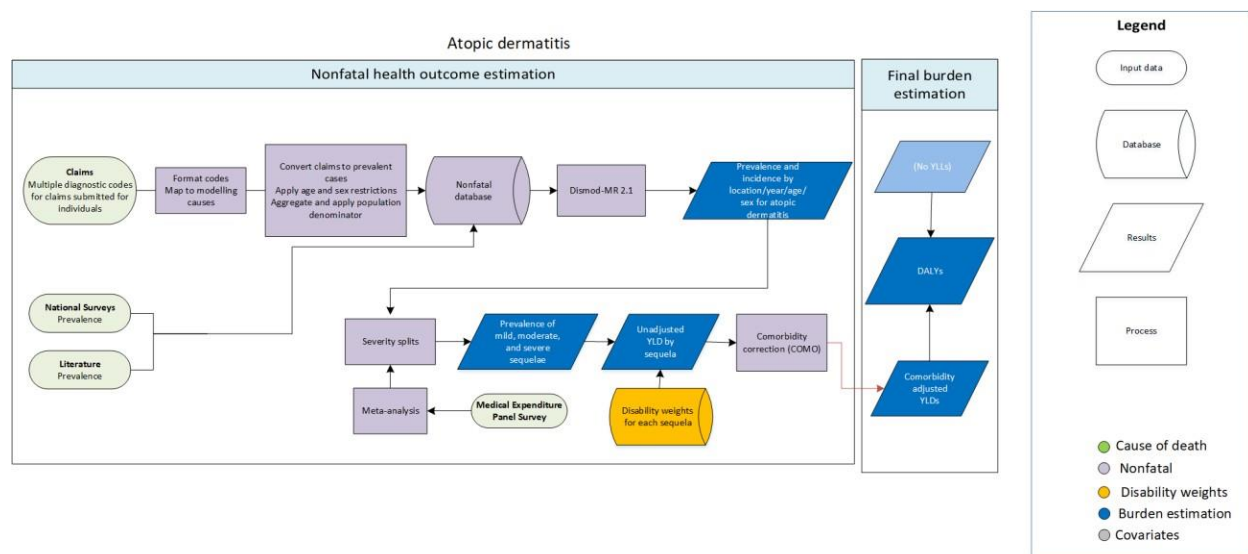 Atopic dermatitis
Nonfatal health outcome estimation
Final burden
estimation
Claims
Multiple diagnostic codes
for claims submitted for
individuals
Format codes
Map to modelling
causes
Convert claims to prevalent
cases
Apply age and sex restrictions
Aggregate and apply population
denominator
Nonfatal
database
Dismod-MR 2.1
Prevalence and
incidence by
location/year/age/
sex for atopic
dermatitis
(No YLLs)
DALYs
National Surveys
Prevalence
Literature
Prevalence
Severity splits
Prevalence of
mild, moderate,
and severe
sequelae
Unadjusted
YLD by
sequela
Comorbidity
correction (COMO)
Comorbidity
adjusted
YLDs
Meta-analysis
Medical Expenditure
Panel Survey
Disability weights
for each sequela
Legend
Input data
Database
Results
Process
Cause of death
Nonfatal
Disability weights
Burden estimation
Covariates